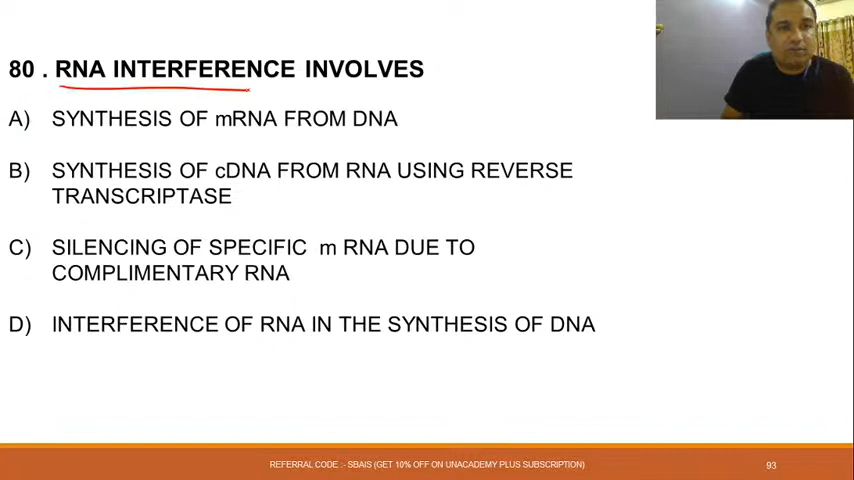 80 . RNA INTERFERENCE INVOLVES
A) SYNTHESIS OF mRNA FROM DNA
B) SYNTHESIS OF cDNA FROM RNA USING REVERSE
TRANSCRIPTASE
C) SILENCING OF SPECIFIC m RNA DUE TO
COMPLIMENTARY RNA
D) INTERFERENCE OF RNA IN THE SYNTHESIS OF DNA
REFERRAL CODE :- SBAIS (GET 10% OFF ON UNACADEMY PLUS SUBSCRIPTION)
93